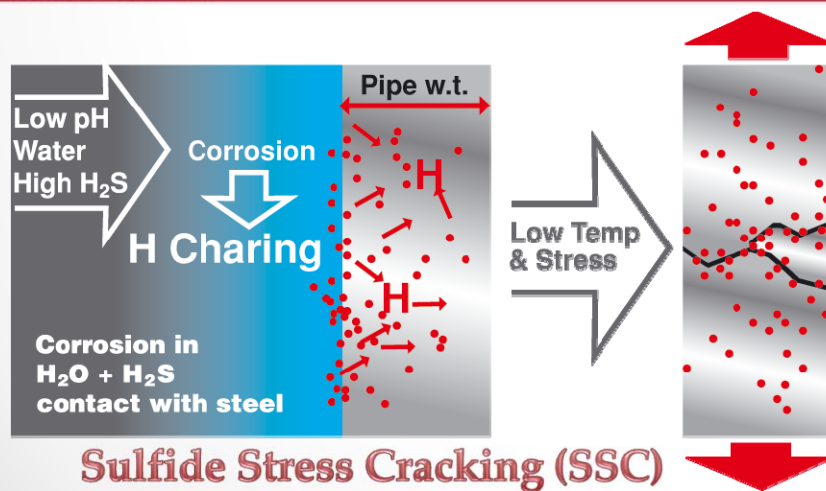 Low pH
Water
High H₂S
Corrosion
H Charing
Corrosion in
H₂O + H₂S
contact with steel
Pipe w.t.
H
H
Low Temp
& Stress
Sulfide Stress Cracking (SSC)